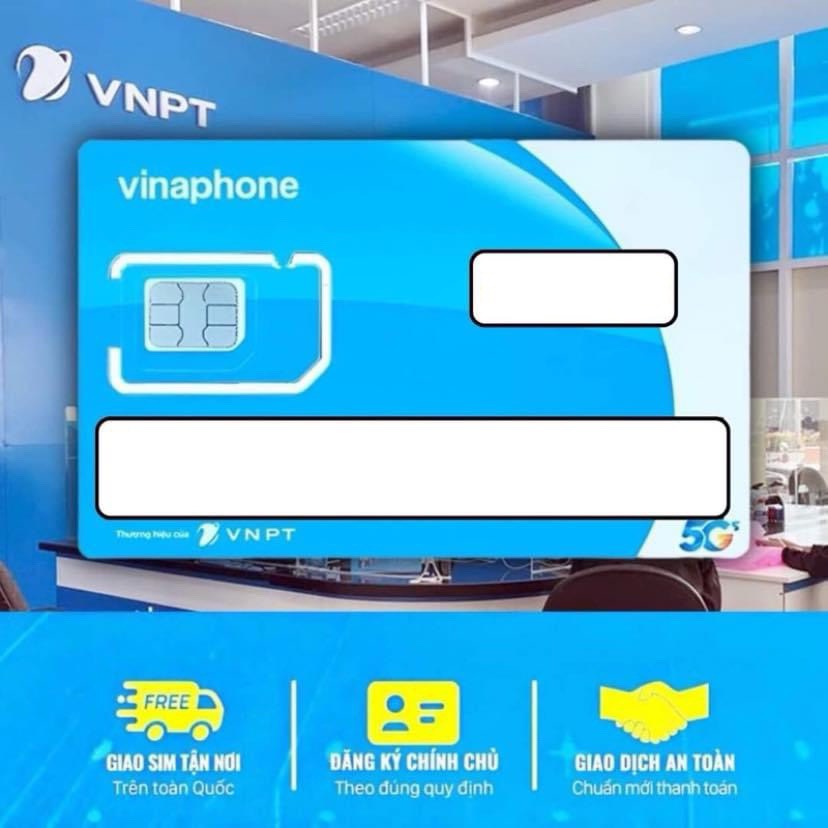 VNPT
vinaphone
Thương hiệu của VNPT
5G s
FREE
GIAO SIM TẬN NƠI
Trên toàn Quốc
ĐĂNG KÝ CHÍNH CHỦ
Theo đúng quy định
GIAO DỊCH AN TOÀN
Chuẩn mới thanh toán